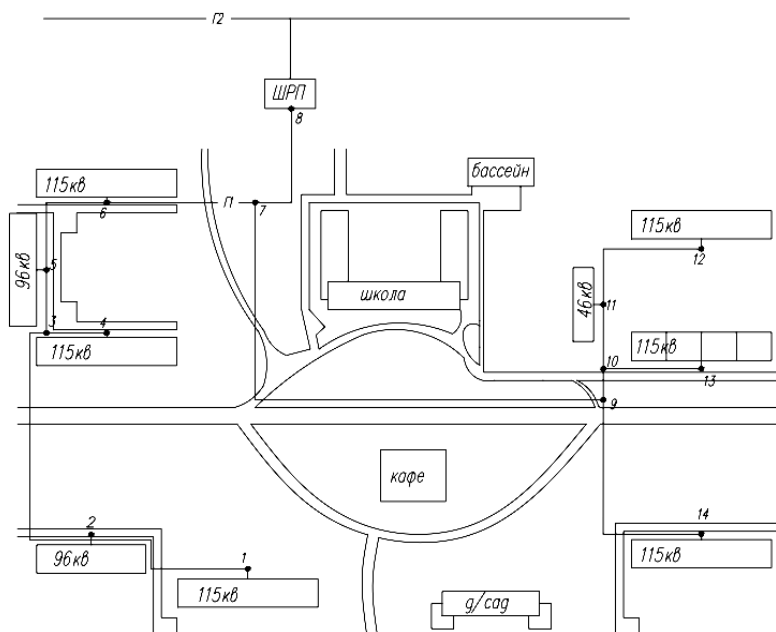 Г2
ШРП
8
бассейн
115кв
6
Г1
7
115кв
96кв
5
12
школа
46кв
11
3
4
115кв
10
115кв
13
9
кафе
2
14
96кв
1
115кв
115кв
д/сад